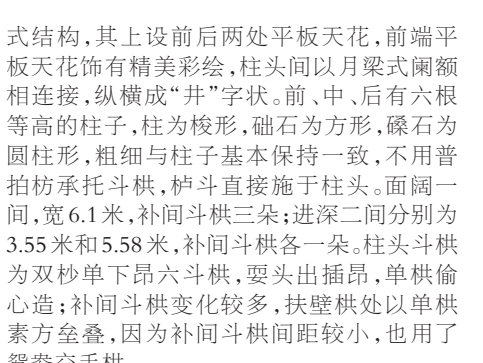 式结构,其上设前后两处平板天花,前端平
板天花饰有精美彩绘,柱头间以月梁式阑额
相连接,纵横成“井”字状。前、中、后有六根
等高的柱子,柱为梭形,础石为方形,磉石为
圆柱形,粗细与柱子基本保持一致,不用普
拍枋承托斗栱,栌斗直接施于柱头。面阔一
间,宽6.1米,补间斗栱三朵;进深二间分别为
3.55米和5.58米,补间斗栱各一朵。柱头斗栱
为双杪单下昂六斗栱,耍头出插昂,单栱偷
心造;补间斗栱变化较多,扶壁栱处以单栱
素方垒叠,因为补间斗栱间距较小,也用了
鸳鸯交手栱